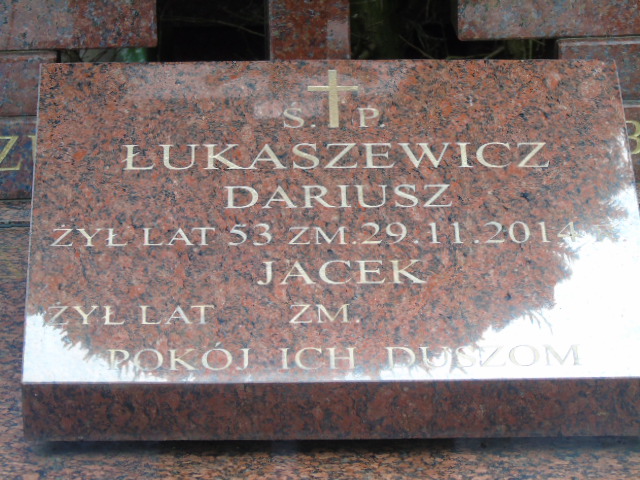 Ś. P.
ŁUKASZEWICZ
DARIUSZ
ŻYŁ LAT 53 ZM.29.11.2014
JACEK
ŻYŁ LAT ZM.
POKÓJ ICH DUSZOM